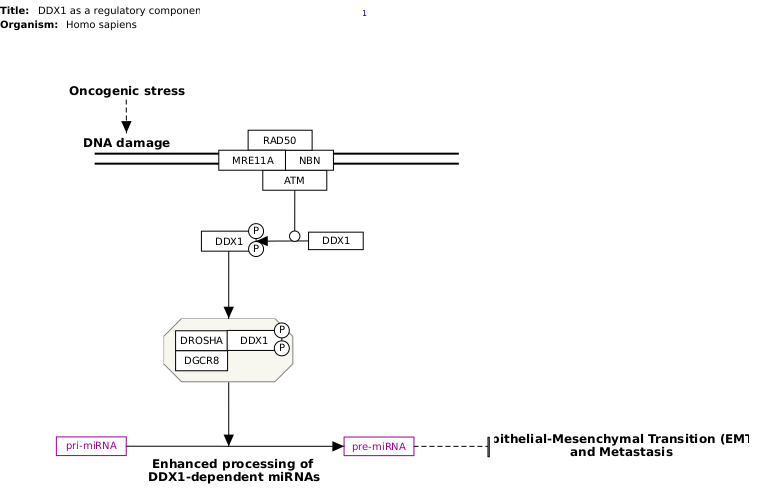 Title: DDX1 as a regulatory componen
1
Organism: Homo sapiens
Oncogenic stress
DNA damage
RAD50
MRE11A NBN
ATM
P
DDX1 DDX1
P
P
DROSHA DDX1
P
DGCR8
pri-miRNA pre-miRNA
pithelial-Mesenchymal Transition (EMT
and Metastasis
Enhanced processing of
DDX1-dependent miRNAs